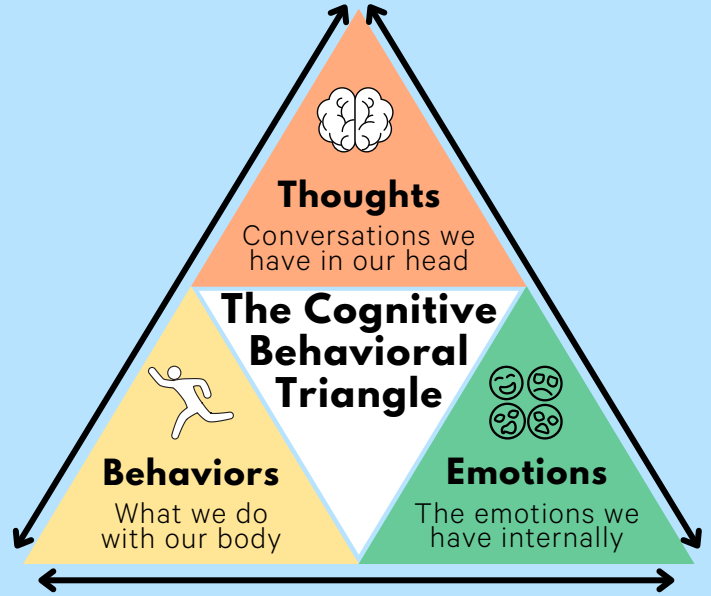 Thoughts
Conversations we
have in our head
The Cognitive
Behavioral
Triangle
Behaviors
What we do
with our body
Emotions
The emotions we
have internally